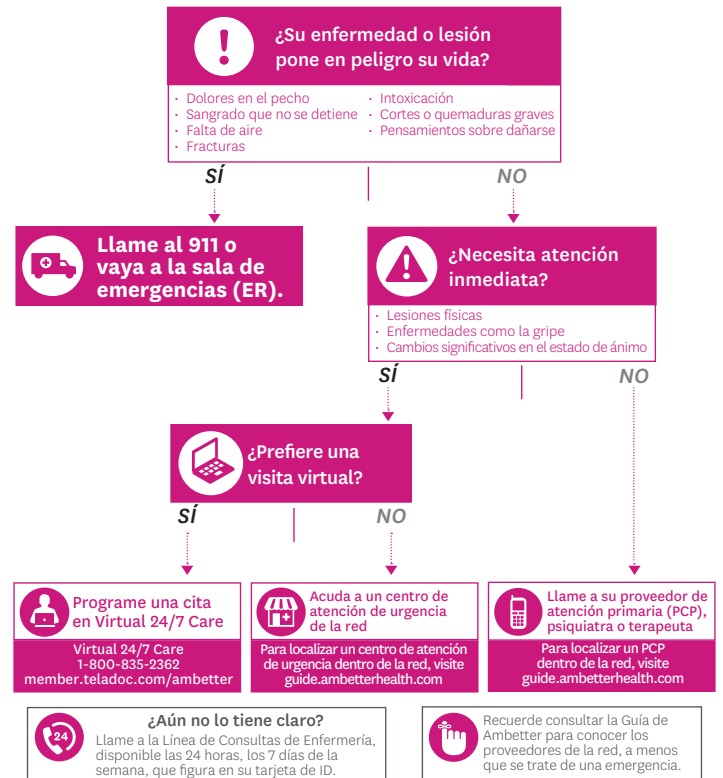 ¿Su enfermedad o lesión
pone en peligro su vida?
· Dolores en el pecho
· Sangrado que no se detiene
· Falta de aire
· Fracturas
· Intoxicación
· Cortes o quemaduras graves
· Pensamientos sobre dañarse
SÍ
NO
Llame al 911 o
vaya a la sala de
emergencias (ER).
¿Necesita atención
inmediata?
· Lesiones físicas
· Enfermedades como la gripe
· Cambios significativos en el estado de ánimo
SÍ
NO
¿Prefiere una
visita virtual?
SÍ
NO
Programe una cita
en Virtual 24/7 Care
Virtual 24/7 Care
1-800-835-2362
member.teladoc.com/ambetter
Acuda a un centro de
atención de urgencia
de la red
Para localizar un centro de atención
de urgencia dentro de la red, visite
guide.ambetterhealth.com
Llame a su proveedor de
atención primaria (PCP),
psiquiatra o terapeuta
Para localizar un PCP
dentro de la red, visite
guide.ambetterhealth.com
24
¿Aún no lo tiene claro?
Llame a la Línea de Consultas de Enfermería,
disponible las 24 horas, los 7 días de la
semana, que figura en su tarjeta de ID.
Recuerde consultar la Guía de
Ambetter para conocer los
proveedores de la red, a menos
que se trate de una emergencia.